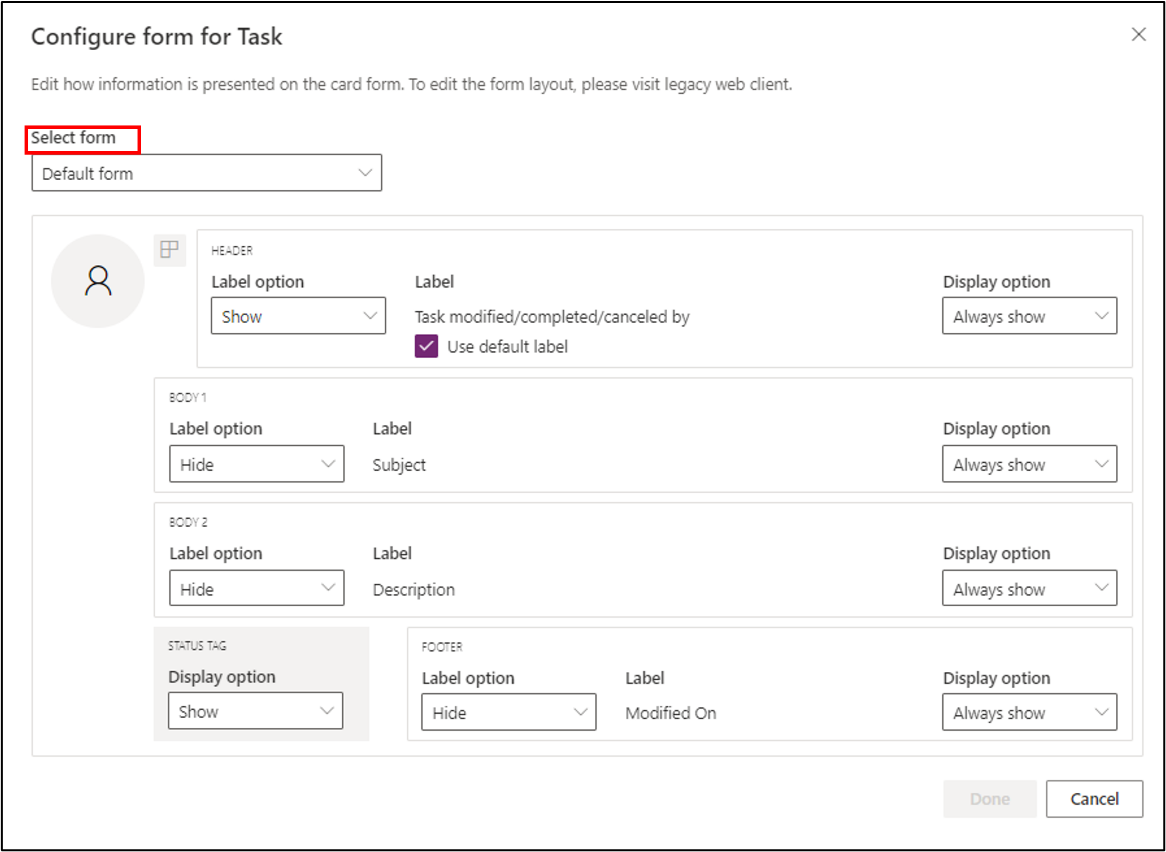 Configure form for Task
Edit how information is presented on the card form. To edit the form layout, please visit legacy web client.
Select form
Default form
HEADER
Label option Label Display option
Show Task modified/completed/canceled by Always show
Use default label
BODY 1
Label option Label Display option
Hide Subject Always show
BODY 2
Label option Label Display option
Hide Description Always show
STATUS TAG
Display option
Show
FOOTER
Label option Label Display option
Hide Modified On Always show
Done Cancel